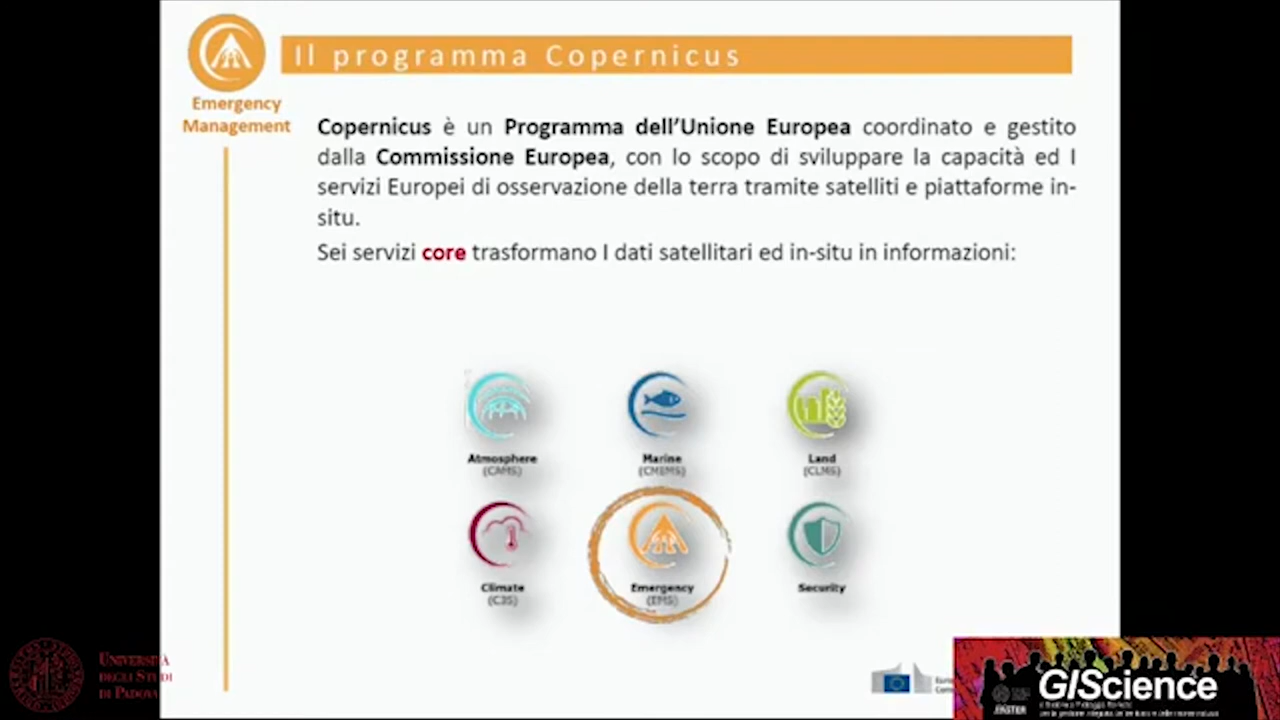 Il programma Copernicus
Emergency
Management
Copernicus è un Programma dell'Unione Europea coordinato e gestito
dalla Commissione Europea, con lo scopo di sviluppare la capacità ed I
servizi Europei di osservazione della terra tramite satelliti e piattaforme in-
situ.
Sei servizi core trasformano I dati satellitari ed in-situ in informazioni:
Atmosphere
(CAMS)
Marine
(CMEMS)
Land
(CLMS)
Climate
(C3S)
Emergency
(EMS)
Security
Università
degli Studi
di Padova
GIScience